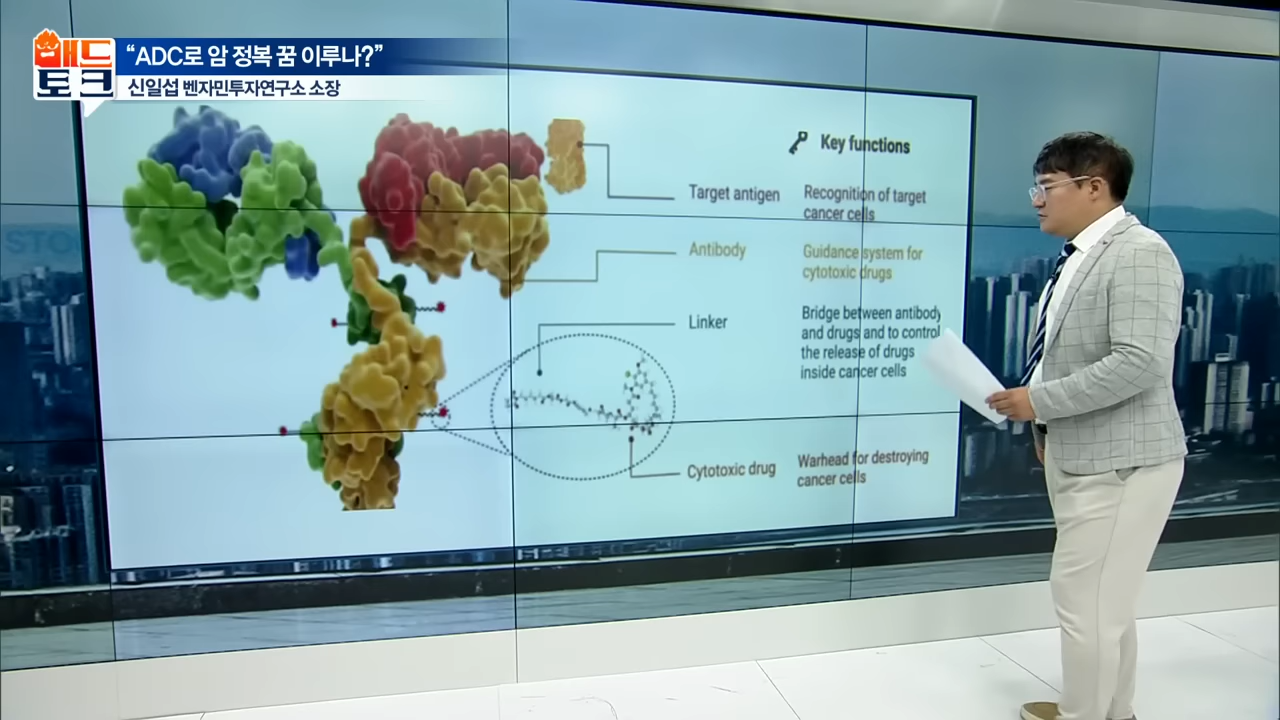 매드
토크
“ADC로 암 정복 꿈 이루나?”
신일섭 벤자민투자연구소 소장
Key functions
Target antigen
Recognition of target
cancer cells
Antibody
Guidance system for
cytotoxic drugs
Linker
Bridge between antibody
and drugs and to control
the release of drugs
inside cancer cells
Cytotoxic drug
Warhead for destroying
cancer cells